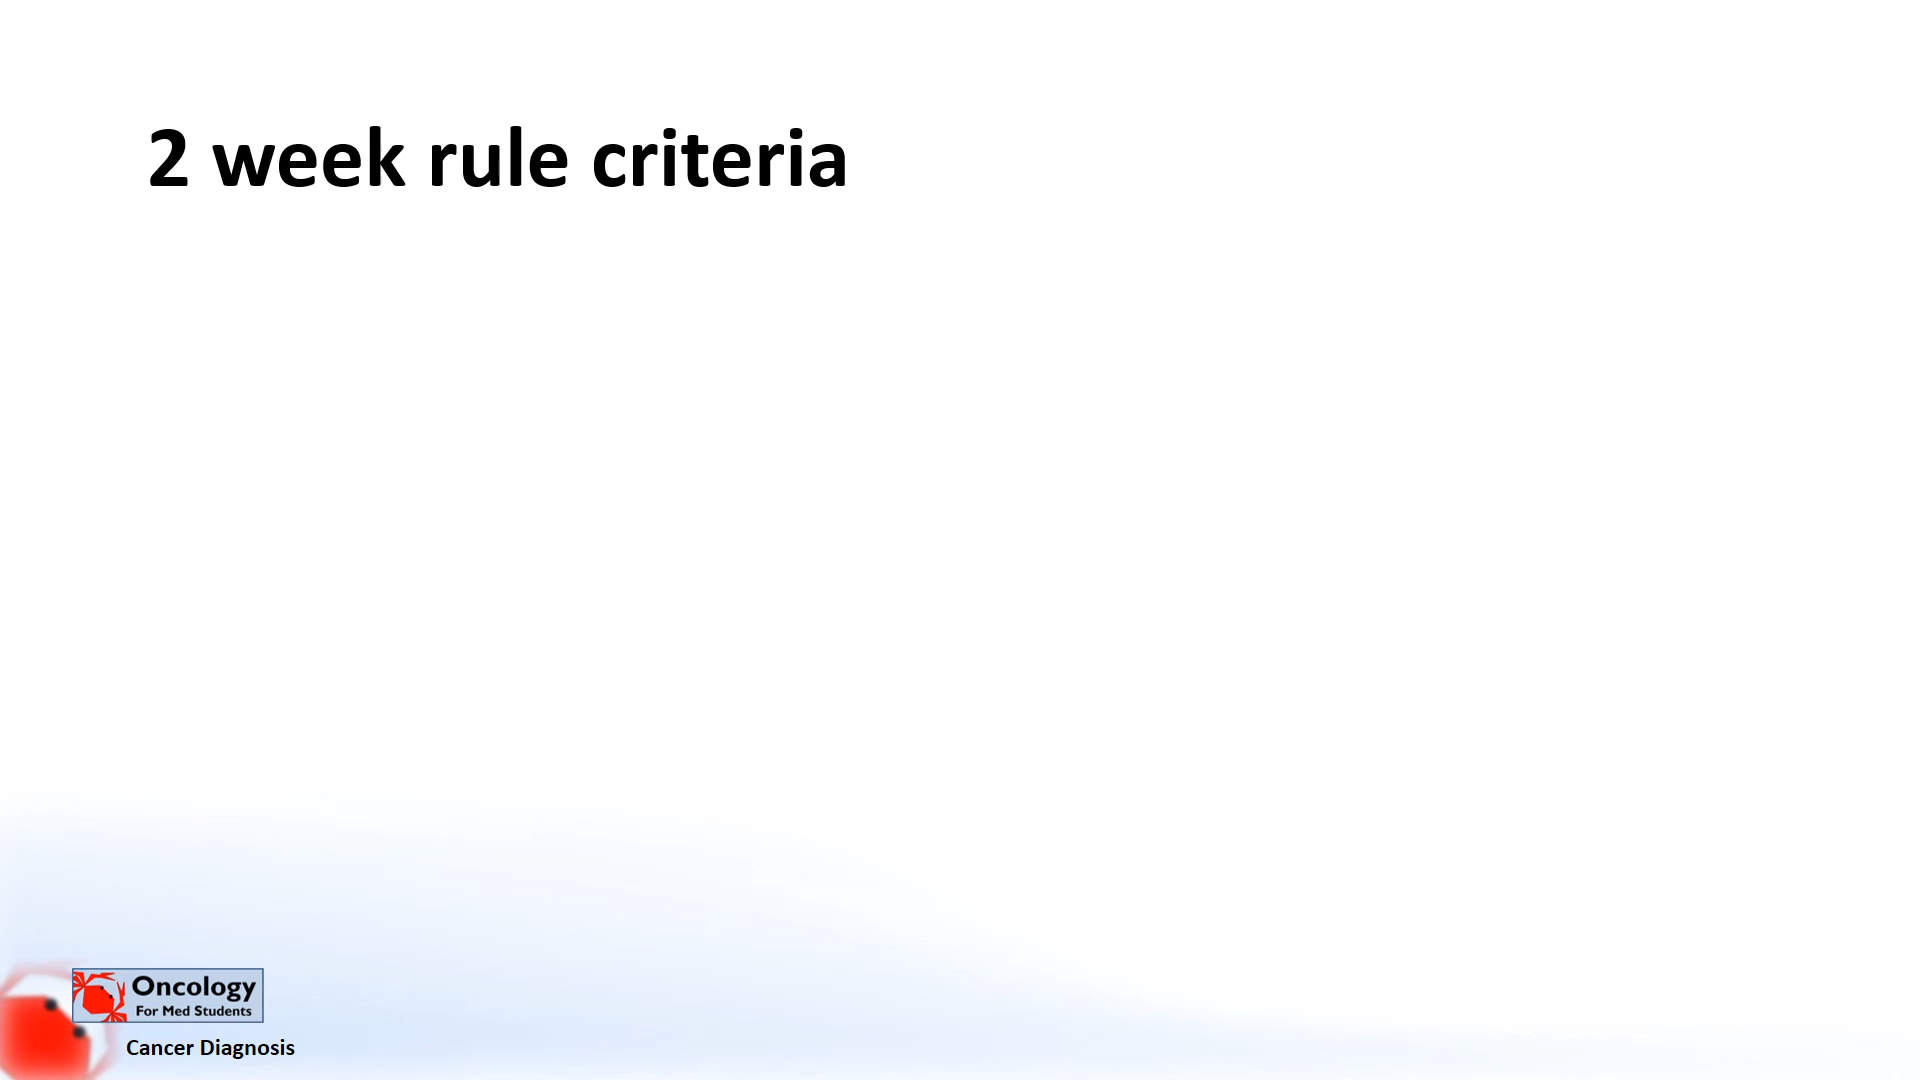 2 week rule criteria
Oncology
For Med Students
Cancer Diagnosis